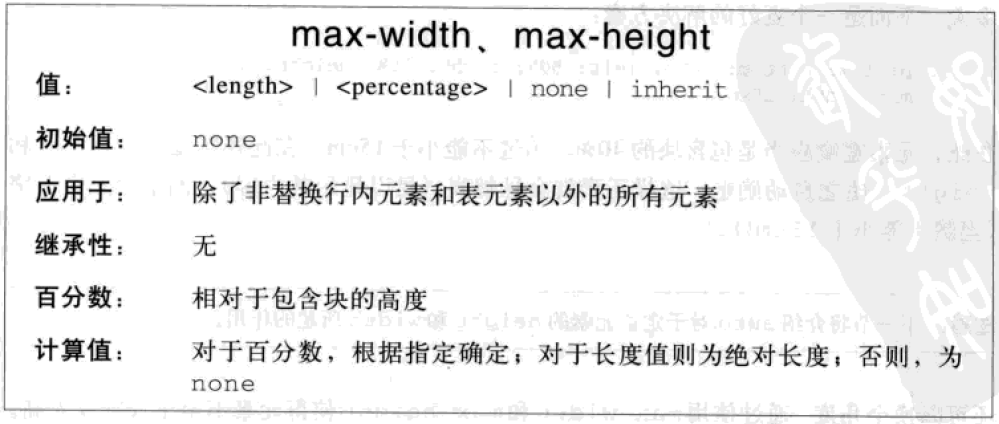 max-width、max-height
值： <length> | <percentage> | none | inherit
初始值： none
应用于： 除了非替换行内元素和表元素以外的所有元素
继承性： 无
百分数： 相对于包含块的高度
计算值： 对于百分数，根据指定确定；对于长度值则为绝对长度；否则，为
none